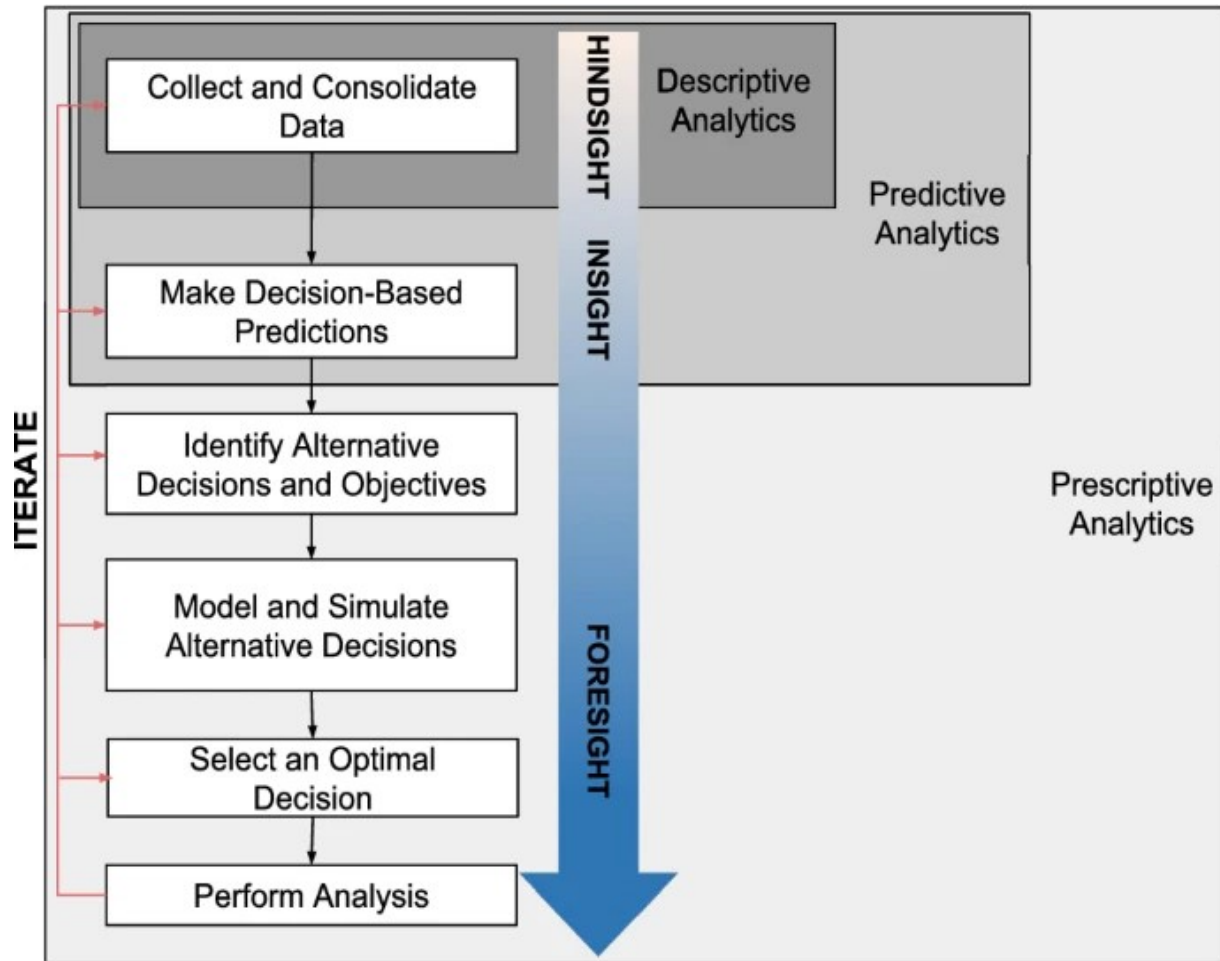 Collect and Consolidate
Data
Descriptive
Analytics
HINDSIGHT
Predictive
Analytics
Make Decision-Based
Predictions
INSIGHT
ITERATE
Identify Alternative
Decisions and Objectives
Prescriptive
Analytics
Model and Simulate
Alternative Decisions
FORESIGHT
Select an Optimal
Decision
Perform Analysis